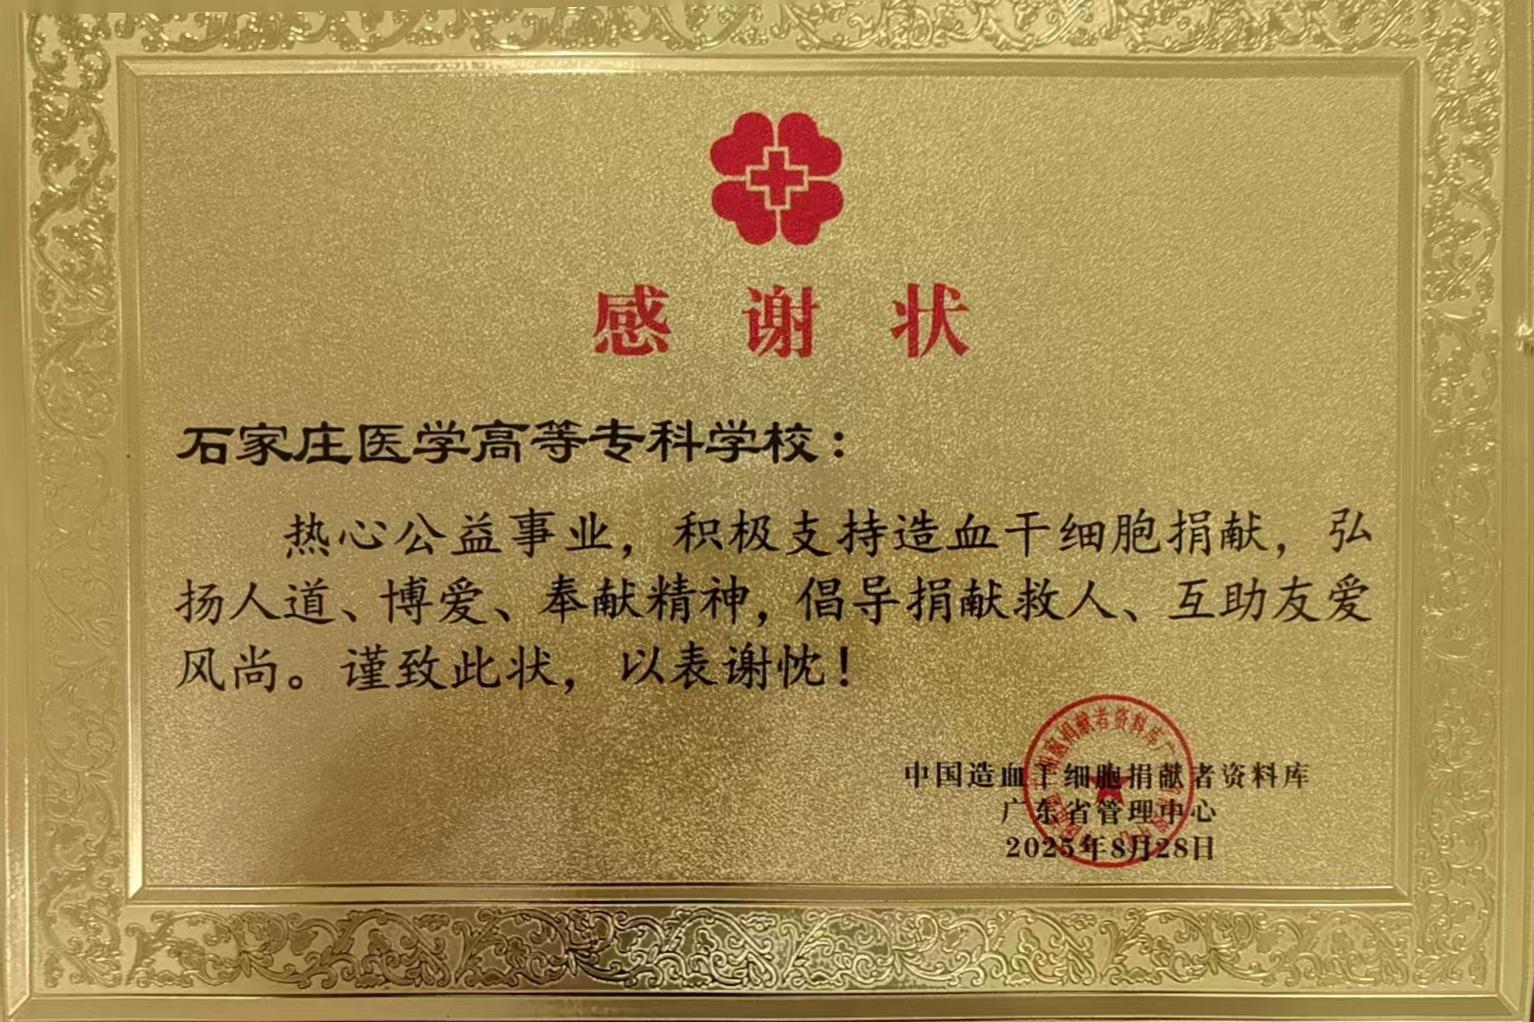 感谢状
石家庄医学高等专科学校：
热心公益事业，积极支持造血干细胞捐献，弘
扬人道、博爱、奉献精神，倡导捐献救人、互助友爱
风尚。谨致此状，以表谢忱！
中国造血干细胞捐献者资料库
广东省管理中心
2025年8月28日